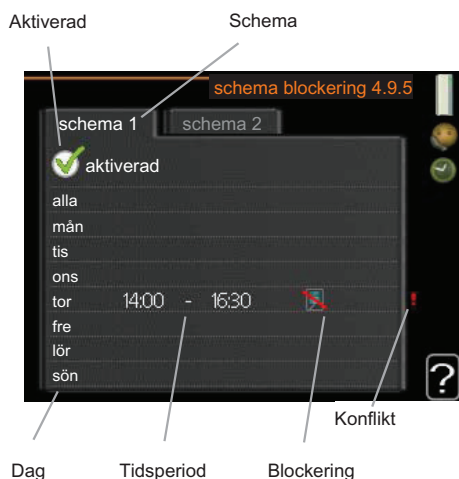 Aktiverad Schema
schema blockering 4.9.5
schema 1 schema 2
aktiverad
alla
mån
tis
ons
tor 14:00 - 16:30 !
fre
lör
sön
?
Konflikt
Dag Tidsperiod Blockering